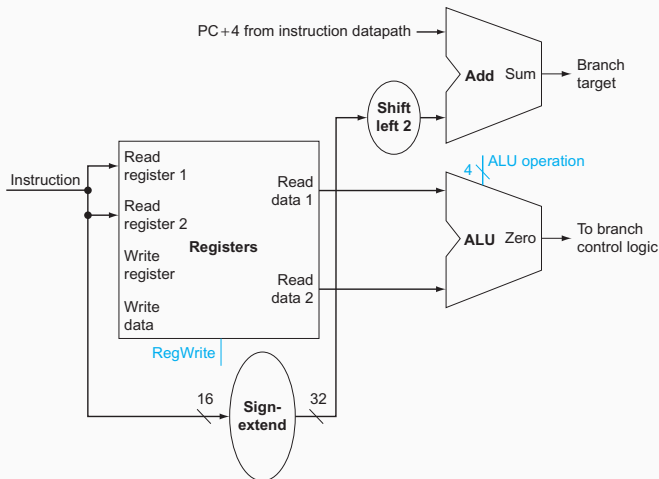 PC+4 from instruction datapath
Add Sum
Branch
target
Shift
left 2
Instruction
Read
register 1
Read
register 2
Write
register
Write
data
Registers
Read
data 1
Read
data 2
RegWrite
4
ALU operation
ALU Zero
To branch
control logic
16
Sign-
extend
32